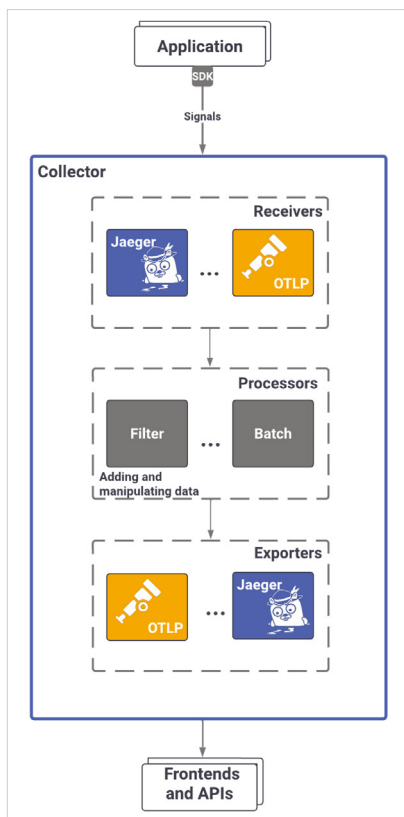 Application
SDK
Signals
Collector
Receivers
Jaeger
...
OTLP
Processors
Filter
...
Batch
Adding and
manipulating data
Exporters
OTLP
...
Jaeger
Frontends
and APIs